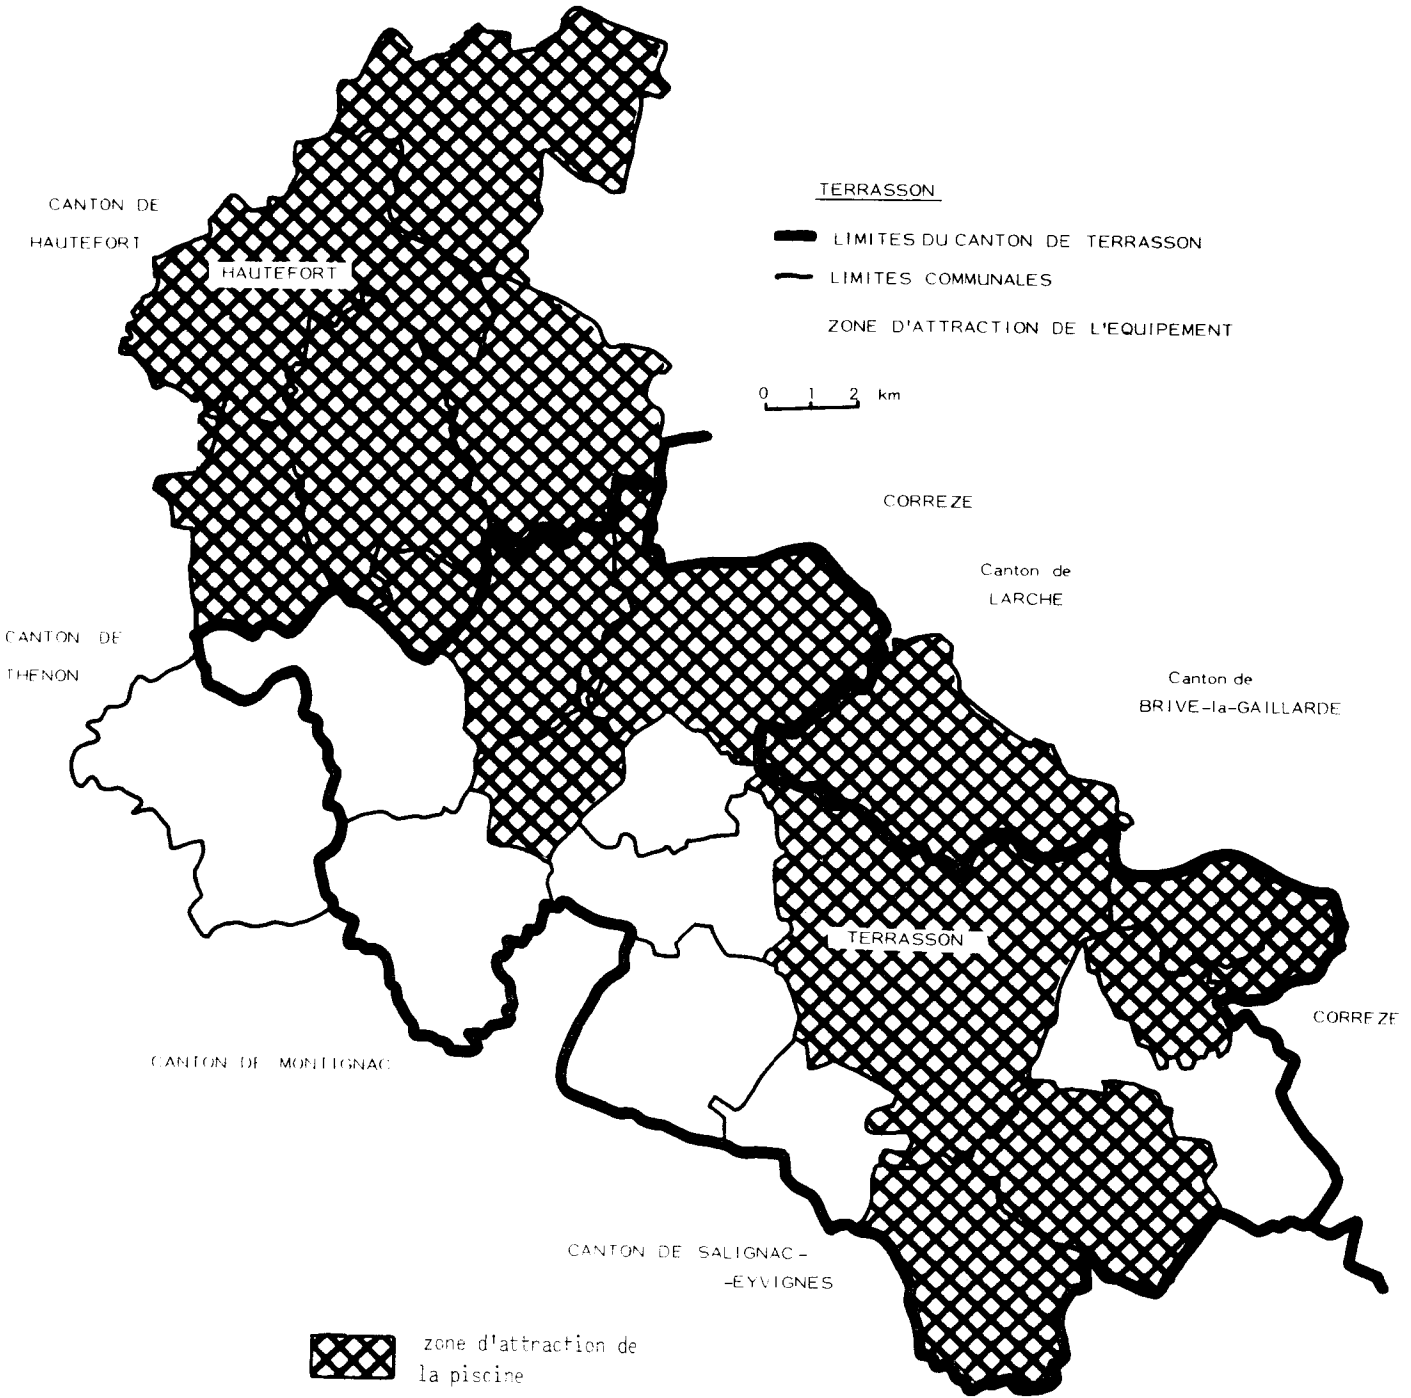 CANTON DE
HAUTEFORT
HAUTEFORT
TERRASSON
LIMITES DU CANTON DE TERRASSON
LIMITES COMMUNALES
ZONE D'ATTRACTION DE L'EQUIPEMENT
0 1 2 km
CORREZE
Canton de
LARCHE
CANTON DE
THENON
Canton de
BRIVE-la-GAILLARDE
TERRASSON
CORREZE
CANTON DE MONTIGNAC
CANTON DE SALIGNAC-
-EYVIGNES
zone d'attraction de
la piscine